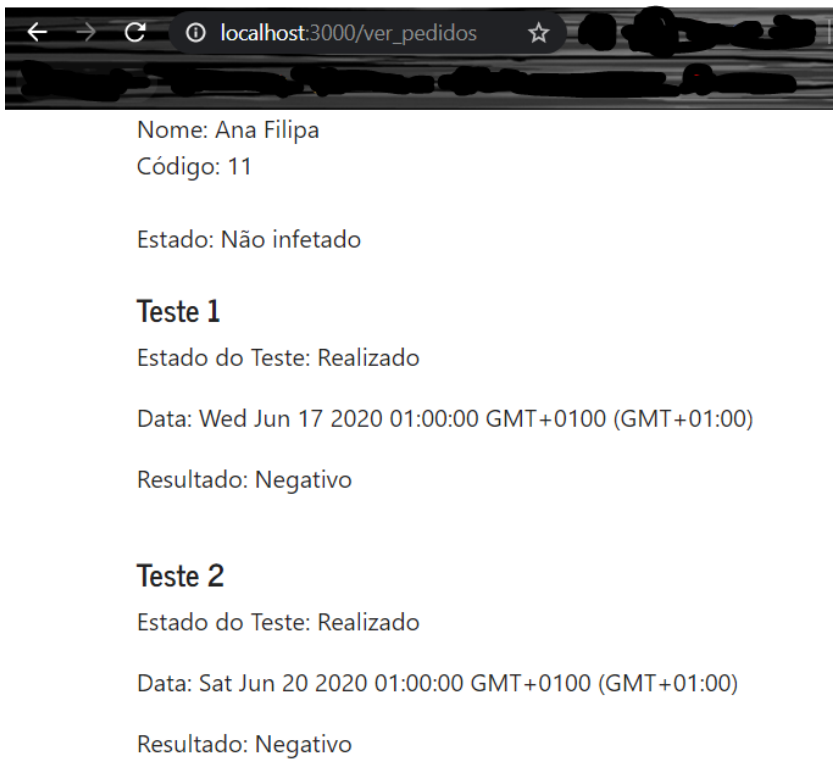 localhost:3000/ver_pedidos
Nome: Ana Filipa
Código: 11
Estado: Não infetado
Teste 1
Estado do Teste: Realizado
Data: Wed Jun 17 2020 01:00:00 GMT+0100 (GMT+01:00)
Resultado: Negativo
Teste 2
Estado do Teste: Realizado
Data: Sat Jun 20 2020 01:00:00 GMT+0100 (GMT+01:00)
Resultado: Negativo